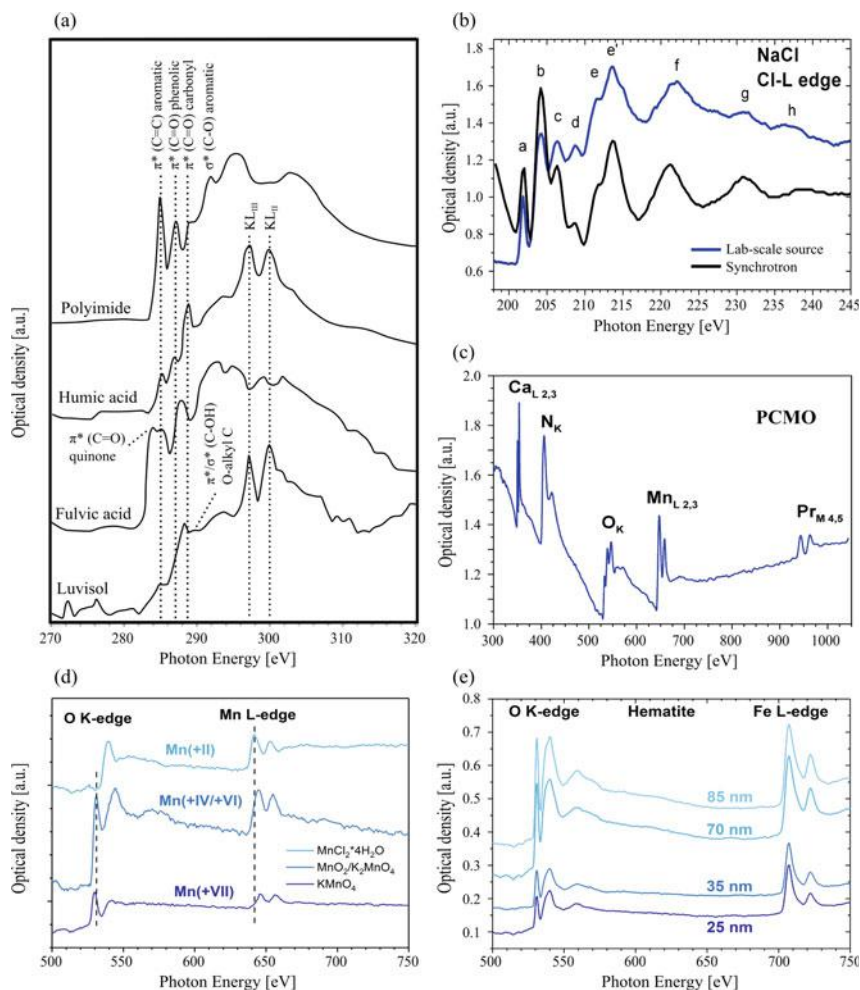 (a)
π* (C=C) aromatic
π* (C=O) phenolic
π* (C=O) carbonyl
σ* (C-O) aromatic
KL_III
KL_II
Polyimide
Humic acid
π* (C=O)
quinone
π*/σ* (C-OH)
O-alkyl C
Fulvic acid
Luvisol
Optical density [a.u.]
270 280 290 300 310 320
Photon Energy [eV]
(b)
NaCl
Cl-L edge
a b c d e e' f g h
Lab-scale source
Synchrotron
1.8
1.6
1.4
1.2
1.0
0.8
0.6
Optical density [a.u.]
200 205 210 215 220 225 230 235 240 245
Photon Energy [eV]
(c)
PCMO
Ca_L 2,3
N_K
O_K
Mn_L 2,3
Pr_M 4,5
2.0
1.8
1.6
1.4
1.2
1.0
Optical density [a.u.]
300 400 500 600 700 800 900 1000
Photon Energy [eV]
(d)
O K-edge Mn L-edge
Mn(+II)
Mn(+IV/+VI)
MnCl₂*4H₂O
MnO₂/K₂MnO₄
KMnO₄
Mn(+VII)
Optical density [a.u.]
500 550 600 650 700 750
Photon Energy [eV]
(e)
O K-edge Hematite Fe L-edge
85 nm
70 nm
35 nm
25 nm
0.8
0.7
0.6
0.5
0.4
0.3
0.2
0.1
Optical density [a.u.]
500 550 600 650 700 750
Photon Energy [eV]